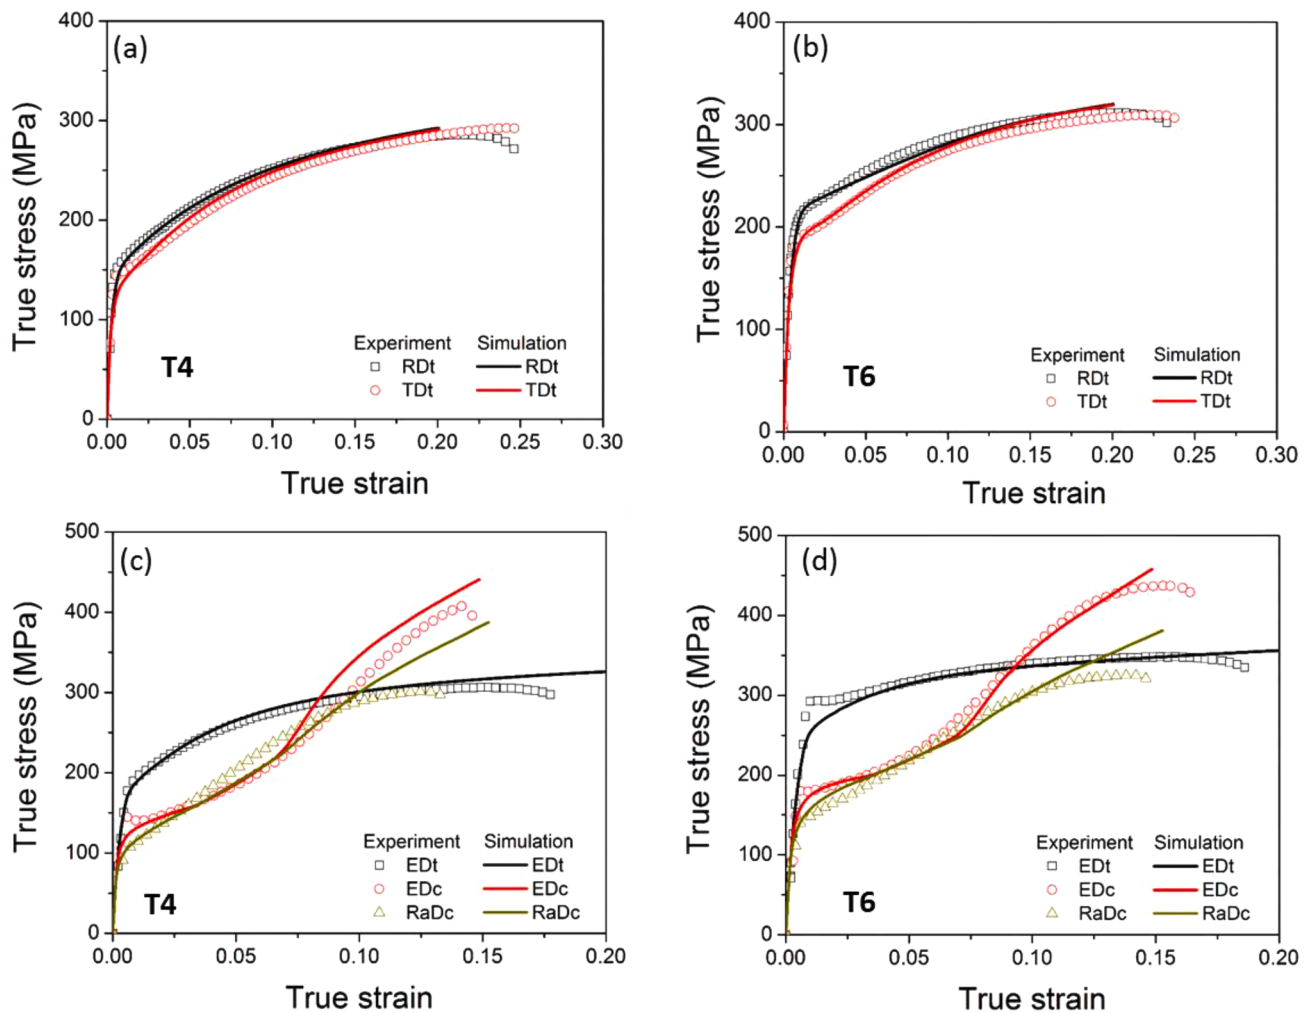 (a)
True stress (MPa)
400
300
200
100
0
Experiment Simulation
RDt RDt
TDt TDt
T4
0.00 0.05 0.10 0.15 0.20 0.25 0.30
True strain
(b)
True stress (MPa)
400
300
200
100
0
Experiment Simulation
RDt RDt
TDt TDt
T6
0.00 0.05 0.10 0.15 0.20 0.25 0.30
True strain
(c)
True stress (MPa)
500
400
300
200
100
0
Experiment Simulation
EDt EDt
EDc EDc
RaDc RaDc
T4
0.00 0.05 0.10 0.15 0.20
True strain
(d)
True stress (MPa)
500
400
300
200
100
0
Experiment Simulation
EDt EDt
EDc EDc
RaDc RaDc
T6
0.00 0.05 0.10 0.15 0.20
True strain